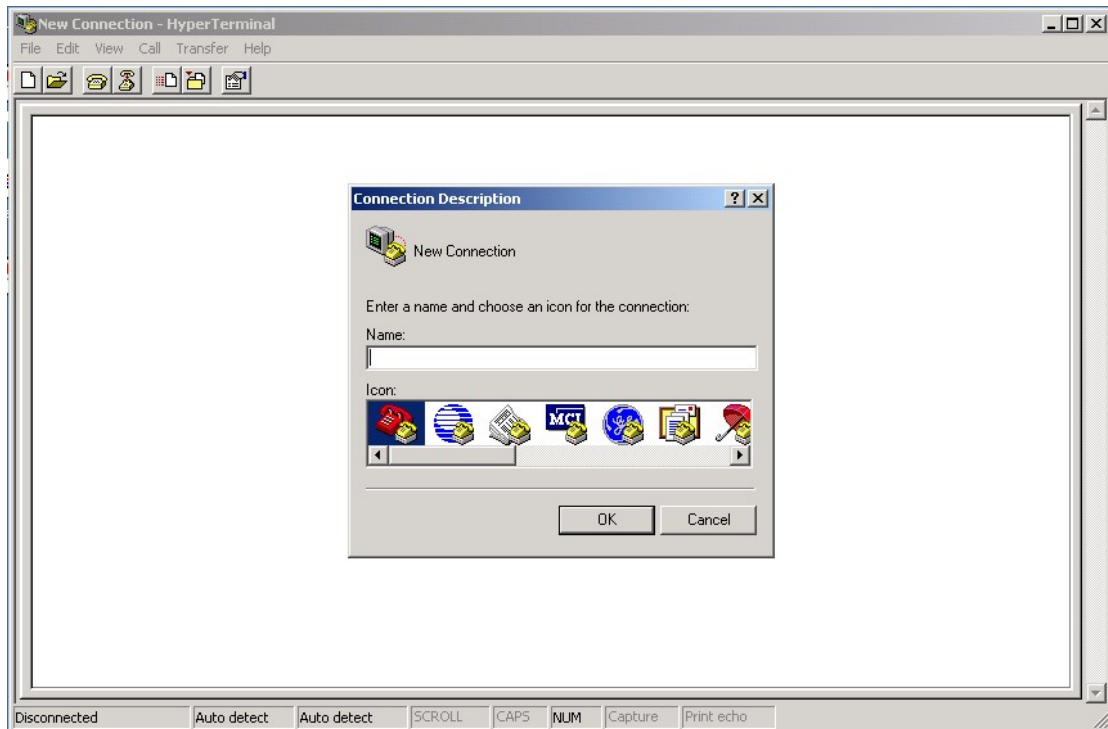 New Connection - HyperTerminal
File Edit View Call Transfer Help
Connection Description
New Connection
Enter a name and choose an icon for the connection:
Name:
Icon:
MCI
OK Cancel
Disconnected Auto detect Auto detect SCROLL CAPS NUM Capture Print echo